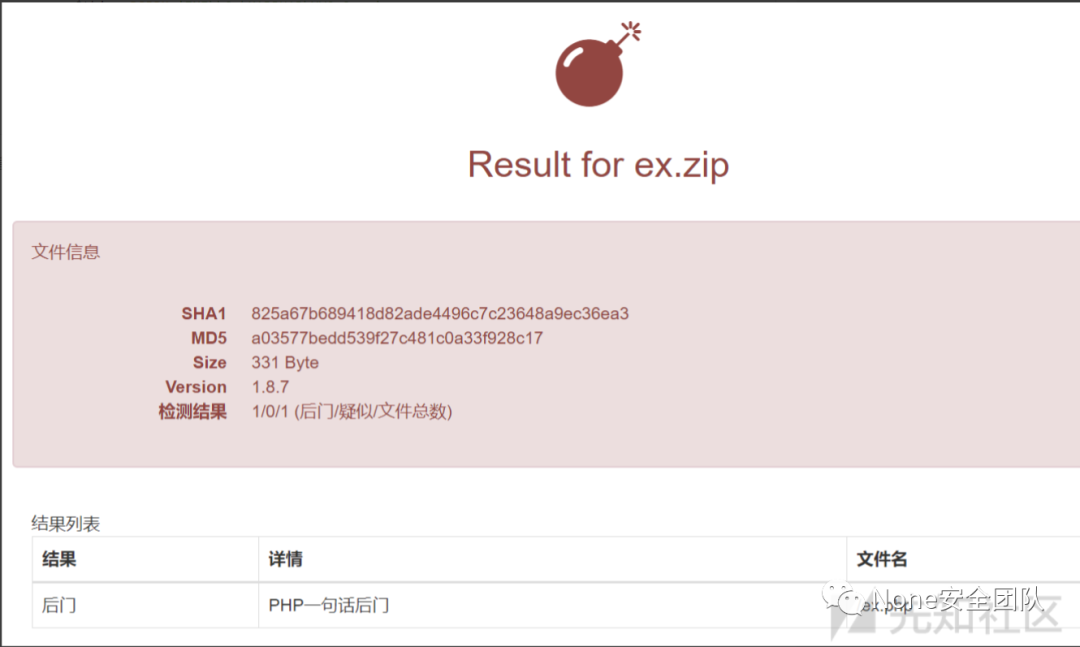 Result for ex.zip
文件信息
SHA1 825a67b689418d82ade4496c7c23648a9ec36ea3
MD5 a03577bedd539f27c481c0a33f928c17
Size 331 Byte
Version 1.8.7
检测结果 1/0/1 (后门/疑似/文件总数)
结果列表
结果 详情 文件名
后门 PHP一句话后门 ex.php
None安全团队
先知社区